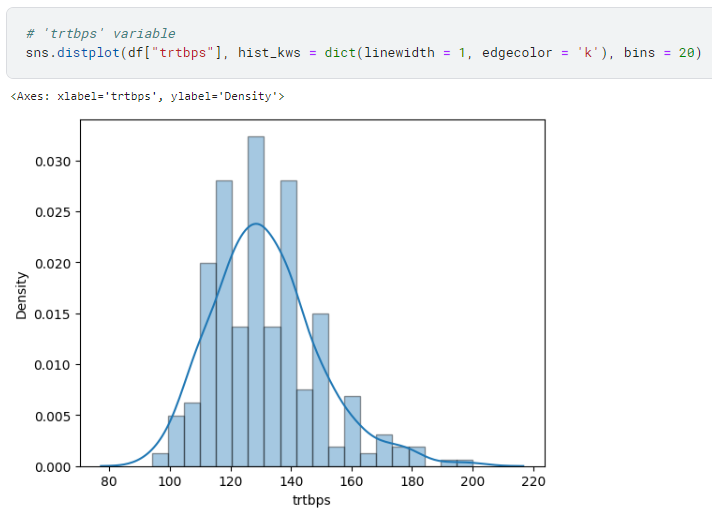 # 'trtbps' variable
sns.distplot(df["trtbps"], hist_kws = dict(linewidth = 1, edgecolor = 'k'), bins = 20)
<Axes: xlabel='trtbps', ylabel='Density'>
0.030
0.025
0.020
0.015
0.010
0.005
0.000
Density
80 100 120 140 160 180 200 220
trtbps